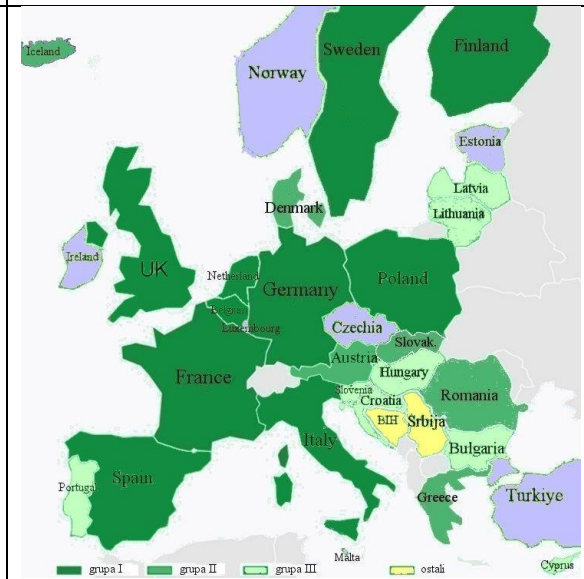 Iceland
Norway
Sweden
Finland
Estonia
Latvia
Lithuania
Denmark
Ireland
UK
Netherland
Germany
Poland
Belgium
Luxembourg
Czechia
Slovak.
France
Austria
Hungary
Slovenia
Croatia
Romania
BIH
Srbija
Italy
Bulgaria
Portugal
Spain
Greece
Turkiye
Malta
Cyprus
grupa I
grupa II
grupa III
ostali